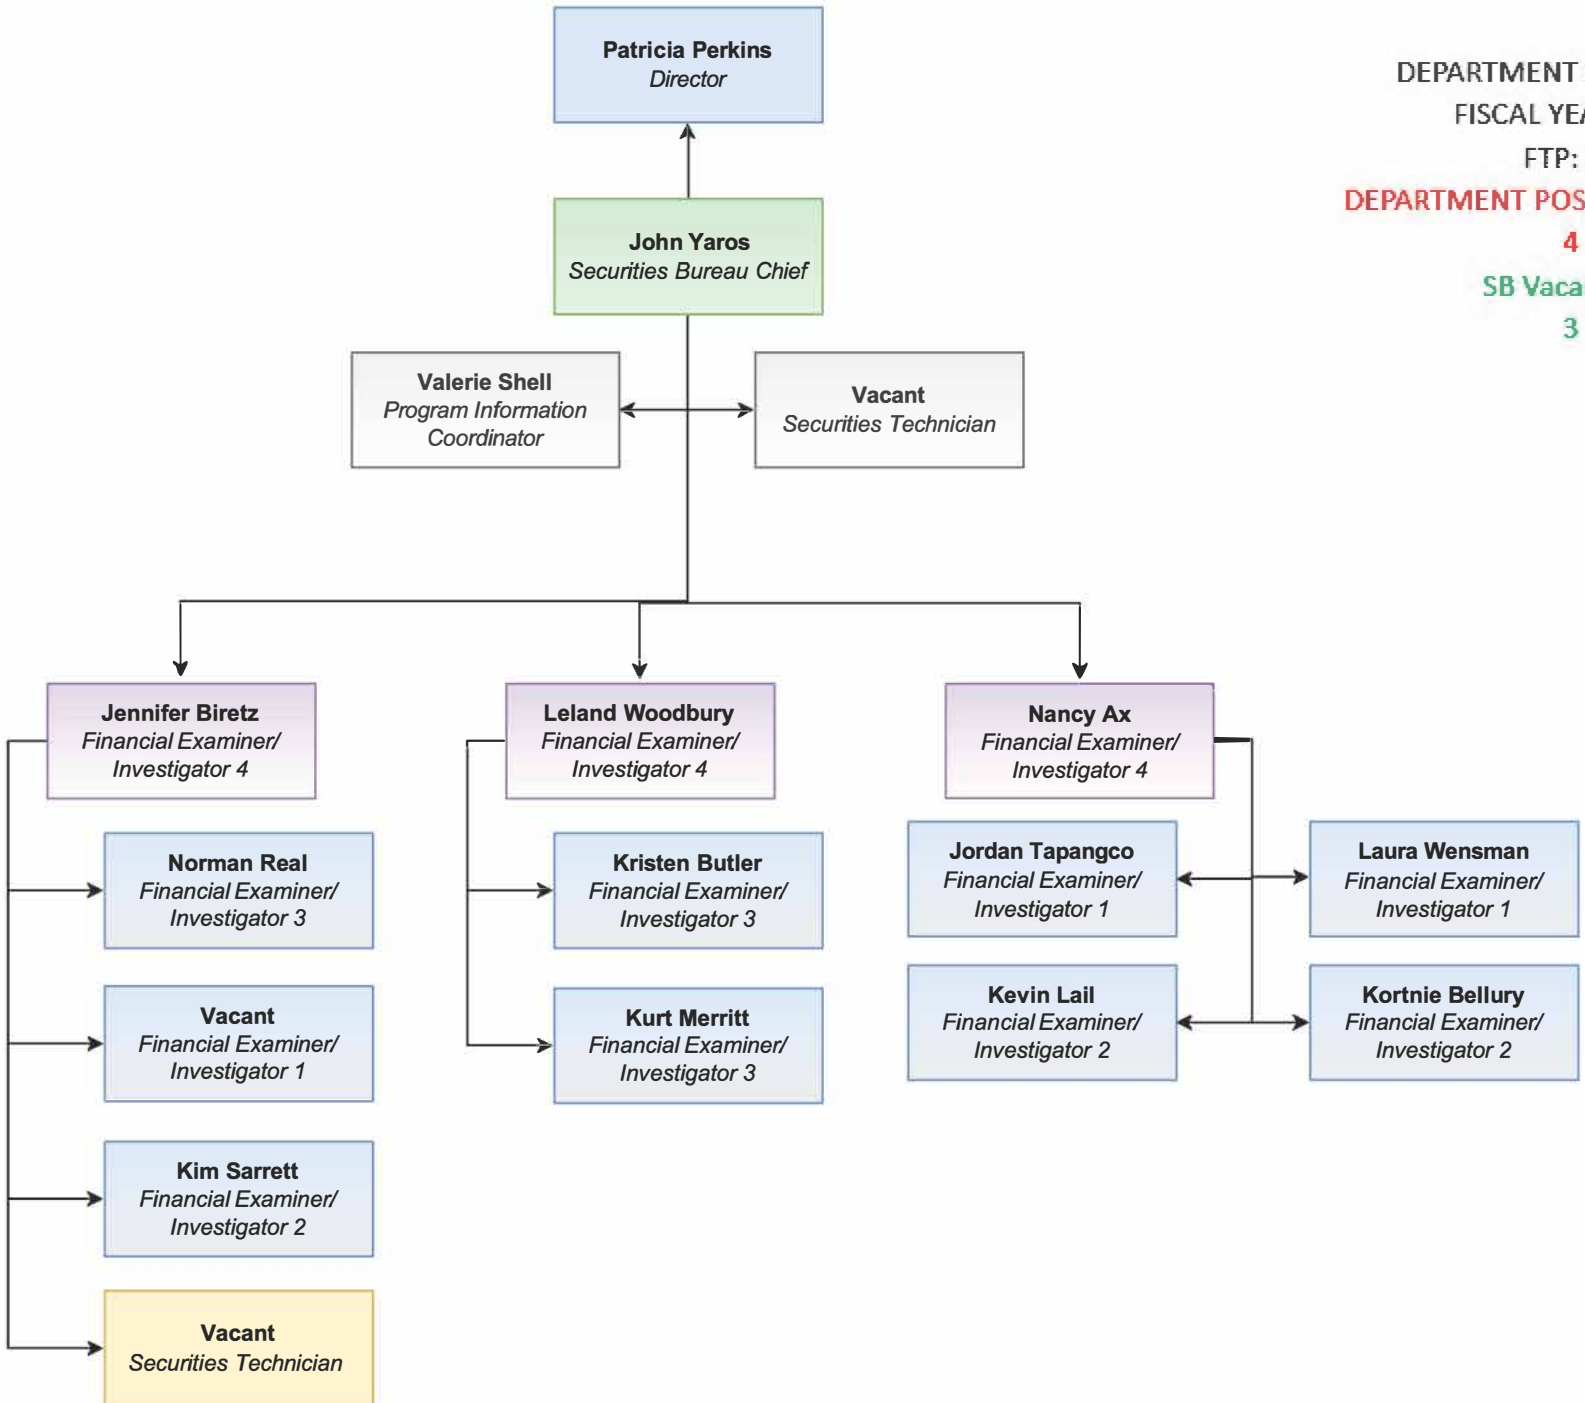 Patricia Perkins
Director
DEPARTMENT
FISCAL
FTP:
DEPARTMENT
4
SB
3
John Yaros
Securities Bureau Chief
Valerie Shell
Program Information
Coordinator
Vacant
Securities Technician
Jennifer Biretz
Financial Examiner/
Investigator 4
Leland Woodbury
Financial Examiner/
Investigator 4
Nancy Ax
Financial Examiner/
Investigator 4
Norman Real
Financial Examiner/
Investigator 3
Vacant
Financial Examiner/
Investigator 1
Kim Sarrett
Financial Examiner/
Investigator 2
Vacant
Securities Technician
Kristen Butler
Financial Examiner/
Investigator 3
Kurt Merritt
Financial Examiner/
Investigator 3
Jordan Tapangco
Financial Examiner/
Investigator 1
Laura Wensman
Financial Examiner/
Investigator 1
Kevin Lail
Financial Examiner/
Investigator 2
Kortnie Bellury
Financial Examiner/
Investigator 2